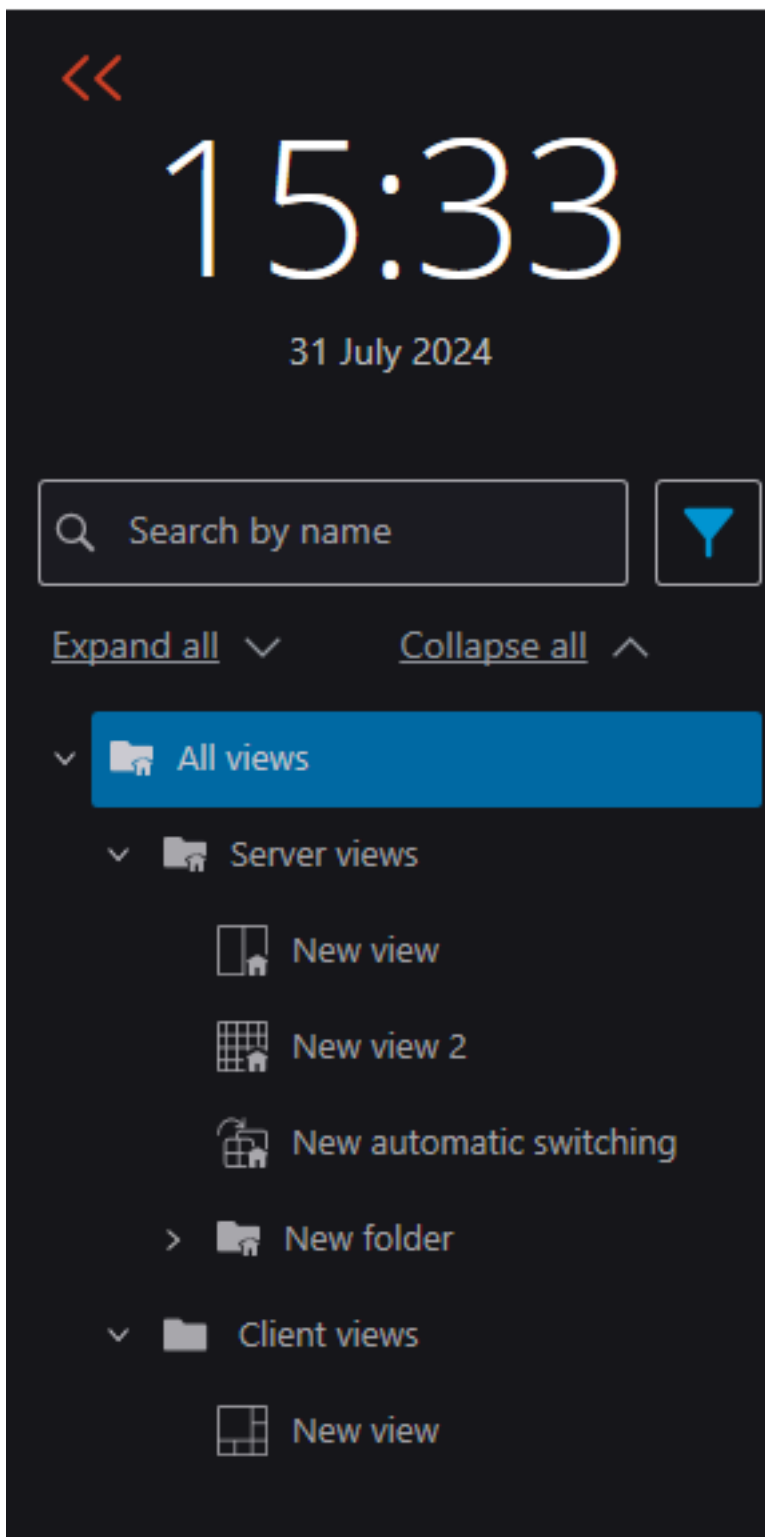 15:33
31 July 2024
Search by name
Expand all Collapse all
All views
Server views
New view
New view 2
New automatic switching
New folder
Client views
New view